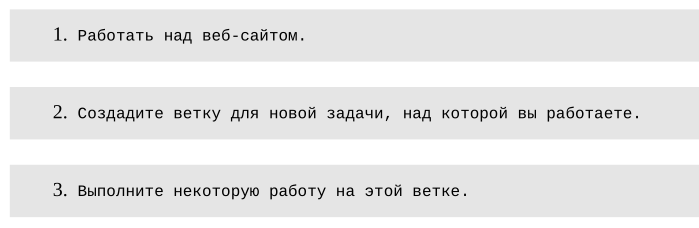 1. Работать над веб-сайтом.
2. Создадите ветку для новой задачи, над которой вы работаете.
3. Выполните некоторую работу на этой ветке.